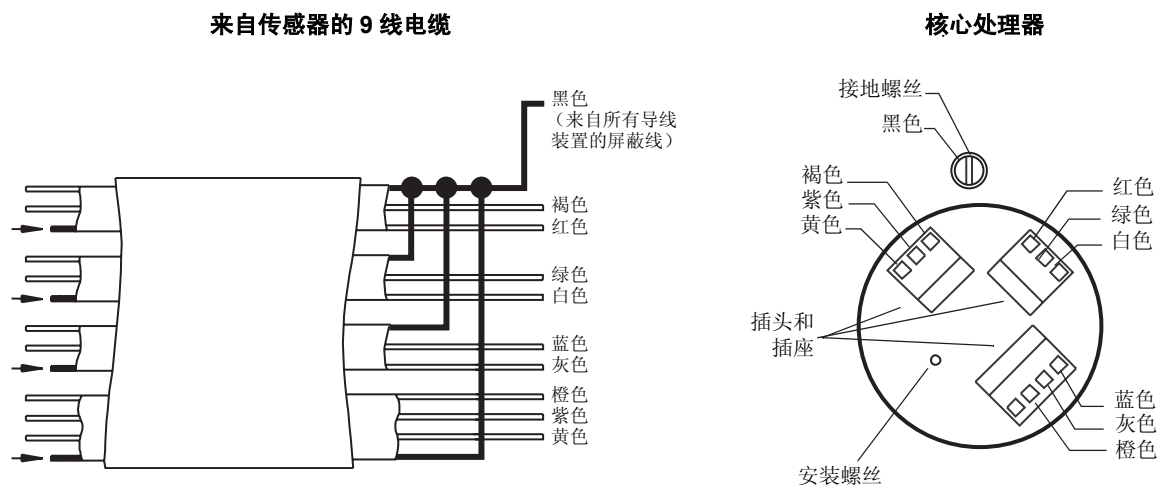 来自传感器的 9 线电缆
黑色
（来自所有导线
装置的屏蔽线）
褐色
红色
绿色
白色
蓝色
灰色
橙色
紫色
黄色
核心处理器
接地螺丝
黑色
褐色
紫色
黄色
红色
绿色
白色
插头和
插座
蓝色
灰色
橙色
安装螺丝